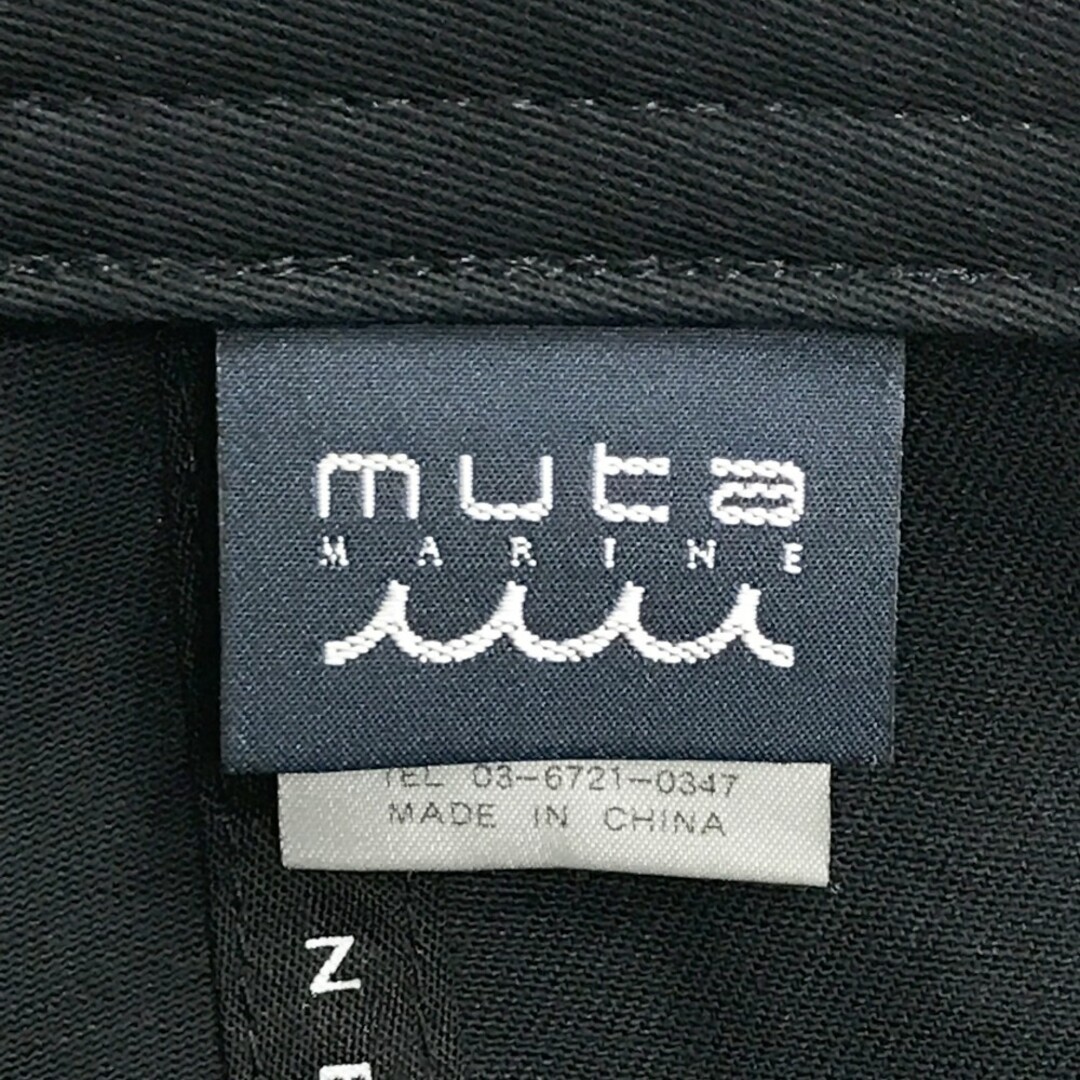 muta
MARINE
TEL 03-6721-0347
MADE IN CHINA
N